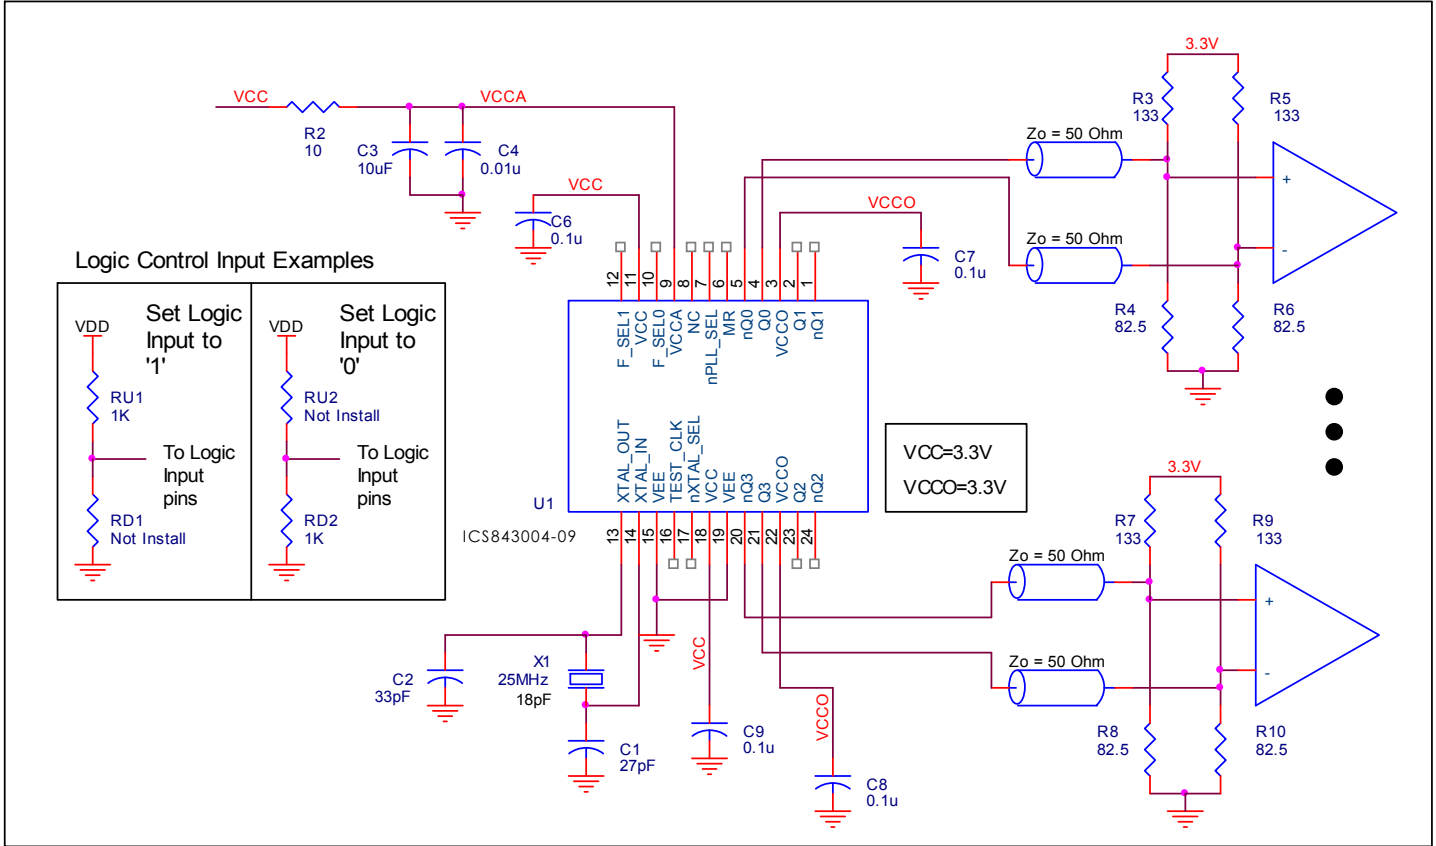 3.3V
VCC
VCCA
R3
133
R5
133
R2
10
C3
10uF
C4
0.01u
Zo = 50 Ohm
VCC
VCCO
+
C6
0.1u
Zo = 50 Ohm
-
C7
0.1u
Logic Control Input Examples
12
11
10
9
8
7
6
5
4
3
2
1
F_SEL1
VCC
F_SEL0
VCCA
NC
nPLL_SEL
MR
nQ0
Q0
VCCO
Q1
nQ1
R4
82.5
R6
82.5
VDD
Set Logic
Input to
'1'
VDD
Set Logic
Input to
'0'
RU1
1K
RU2
Not Install
To Logic
Input
pins
To Logic
Input
pins
RD1
Not Install
RD2
1K
XTAL_OUT
XTAL_IN
VEE
TEST_CLK
nXTAL_SEL
VCC
VEE
nQ3
Q3
VCCO
Q2
nQ2
VCC=3.3V
VCCO=3.3V
U1
ICS843004-09
13
14
15
16
17
18
19
20
21
22
23
24
3.3V
R7
133
R9
133
Zo = 50 Ohm
+
Zo = 50 Ohm
-
VCC
VCCO
C2
33pF
X1
25MHz
18pF
C1
27pF
C9
0.1u
C8
0.1u
R8
82.5
R10
82.5